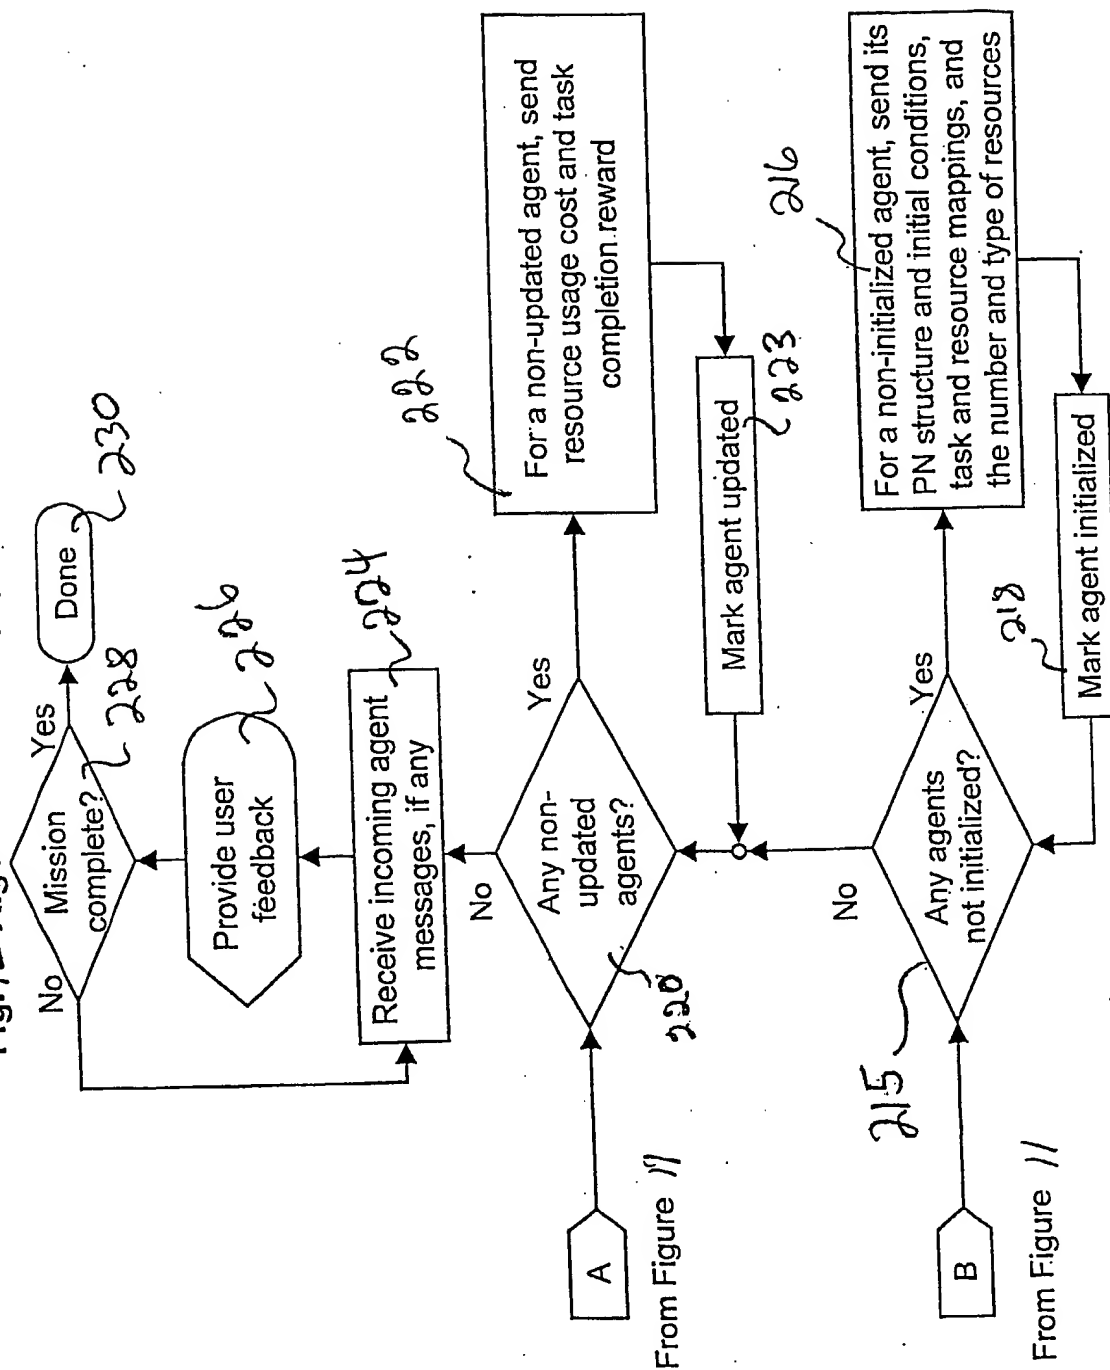 No
Mission
complete?
Yes
228
Done
230
Provide user
feedback
226
Receive incoming agent
messages, if any
224
No
A
From Figure 11
Any non-
updated
agents?
220
Yes
222
For a non-updated agent, send
resource usage cost and task
completion reward
Mark agent updated
223
No
B
From Figure 11
215
Any agents
not initialized?
Yes
216
For a non-initialized agent, send its
PN structure and initial conditions,
task and resource mappings, and
the number and type of resources
218
Mark agent initialized